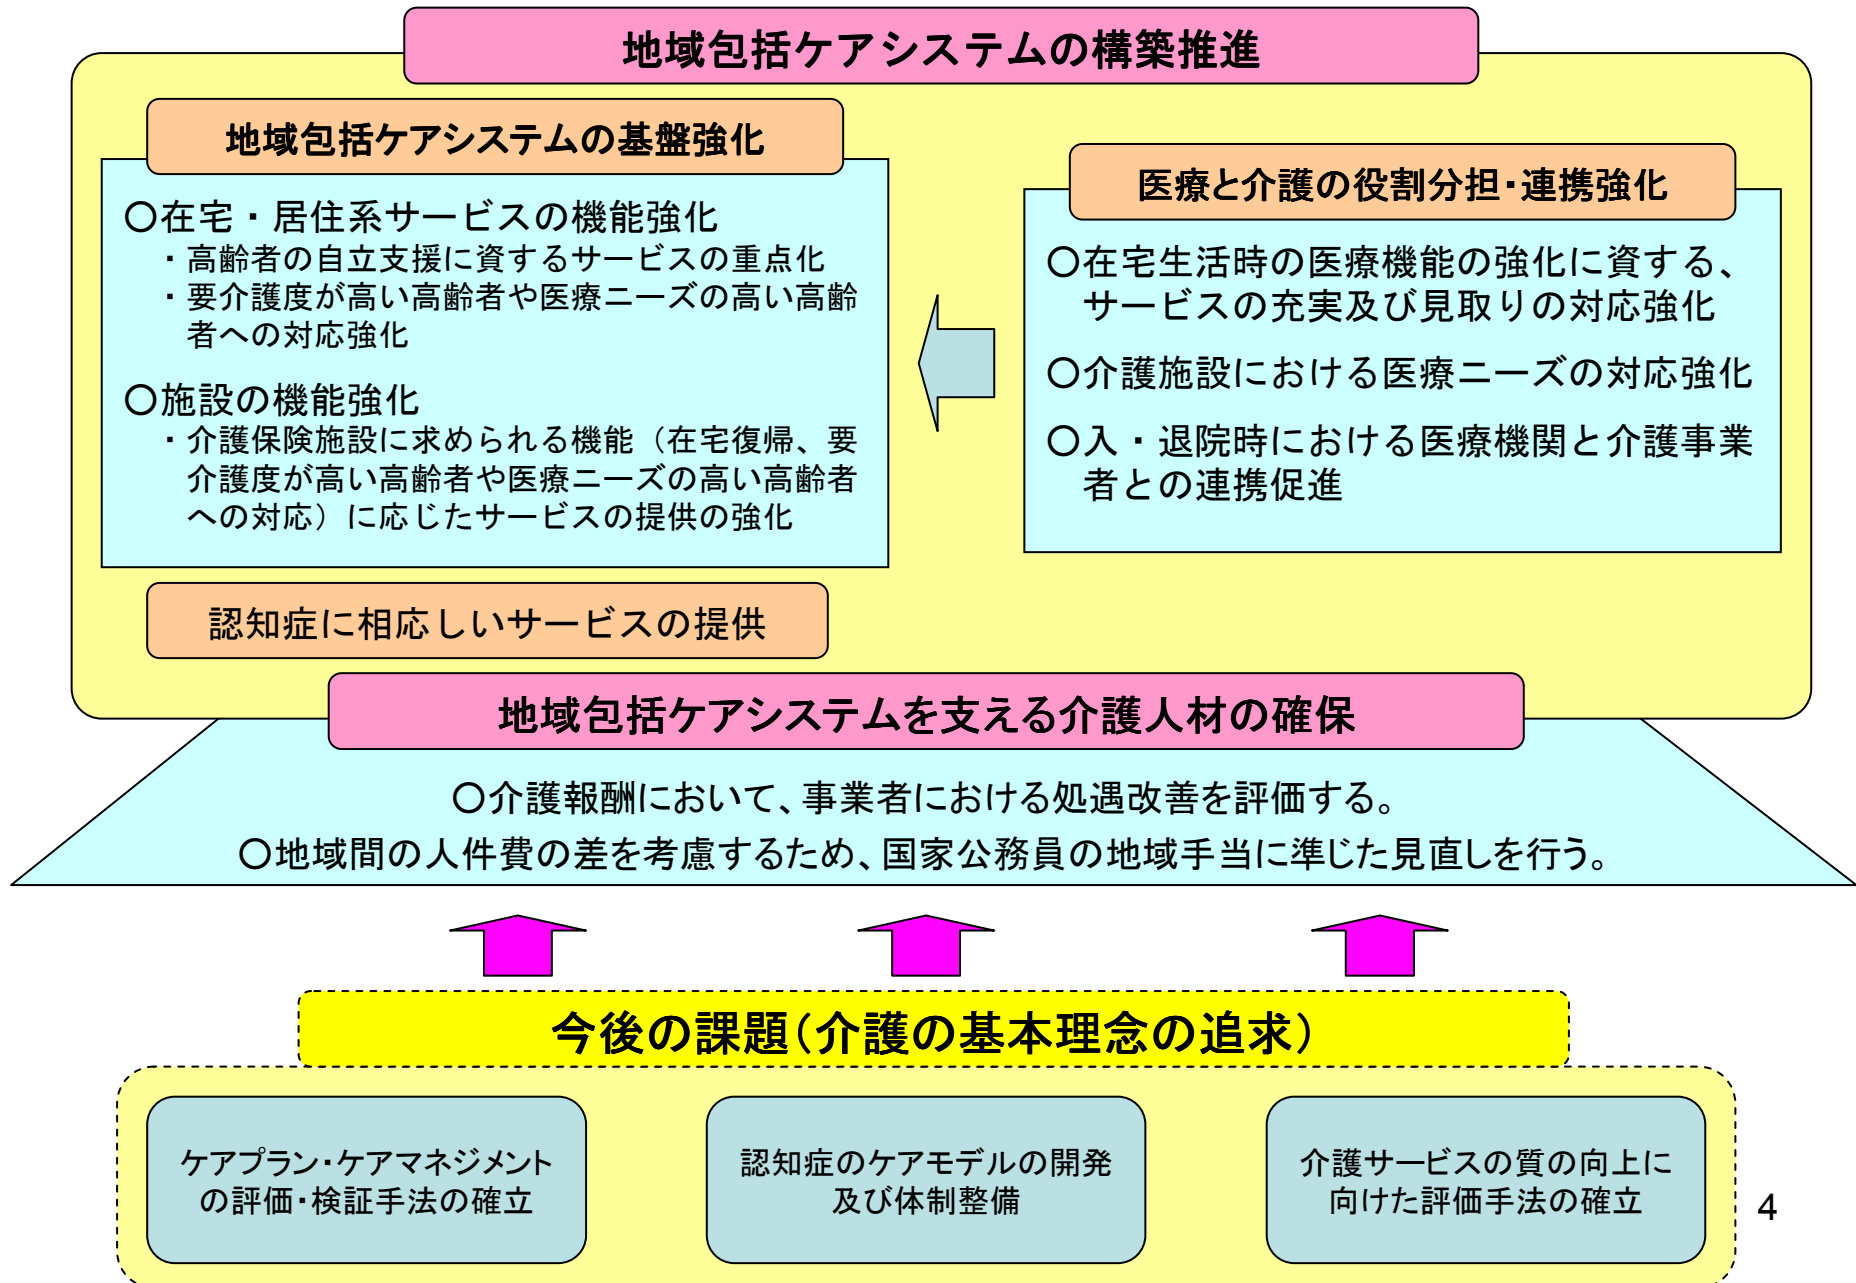 地域包括ケアシステムの構築推進
地域包括ケアシステムの基盤強化
〇在宅・居住系サービスの機能強化
・高齢者の自立支援に資するサービスの重点化
・要介護度が高い高齢者や医療ニーズの高い高齢
者への対応強化
〇施設の機能強化
・介護保険施設に求められる機能（在宅復帰、要
介護度が高い高齢者や医療ニーズの高い高齢者
への対応）に応じたサービスの提供の強化
医療と介護の役割分担・連携強化
〇在宅生活時の医療機能の強化に資する、
サービスの充実及び見取りの対応強化
〇介護施設における医療ニーズの対応強化
〇入・退院時における医療機関と介護事業
者との連携促進
認知症に相応しいサービスの提供
地域包括ケアシステムを支える介護人材の確保
〇介護報酬において、事業者における処遇改善を評価する。
〇地域間の人件費の差を考慮するため、国家公務員の地域手当に準じた見直しを行う。
今後の課題（介護の基本理念の追求）
ケアプラン・ケアマネジメント
の評価・検証手法の確立
認知症のケアモデルの開発
及び体制整備
介護サービスの質の向上に
向けた評価手法の確立
4